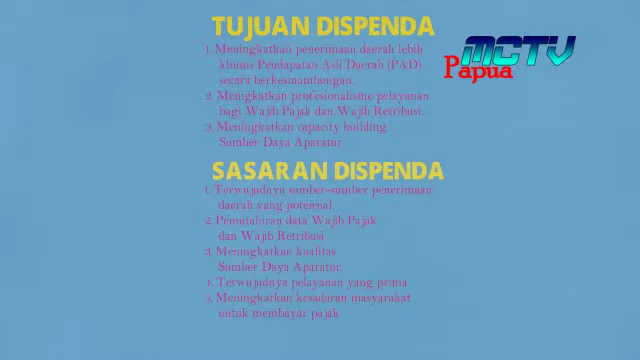 TUJUAN DISPENDA
1. Meningkatkan penerimaan daerah lebih
khusus Pendapatan Asli Daerah (PAD)
secara berkesinambungan.
2. Meningkatkan profesionalisme pelayanan
bagi Wajib Pajak dan Wajib Retribusi.
3. Meningkatkan capacity building
Sumber Daya Aparatur
MCTV
Papua
SASARAN DISPENDA
1. Terwujudnya sumber-sumber penerimaan
daerah yang potensial.
2. Pemutahiran data Wajib Pajak
dan Wajib Retribusi
3. Meningkatkan kualitas
Sumber Daya Aparatur.
4. Terwujudnya pelayanan yang prima
5. Meningkatkan kesadaran masyarakat
untuk membayar pajak